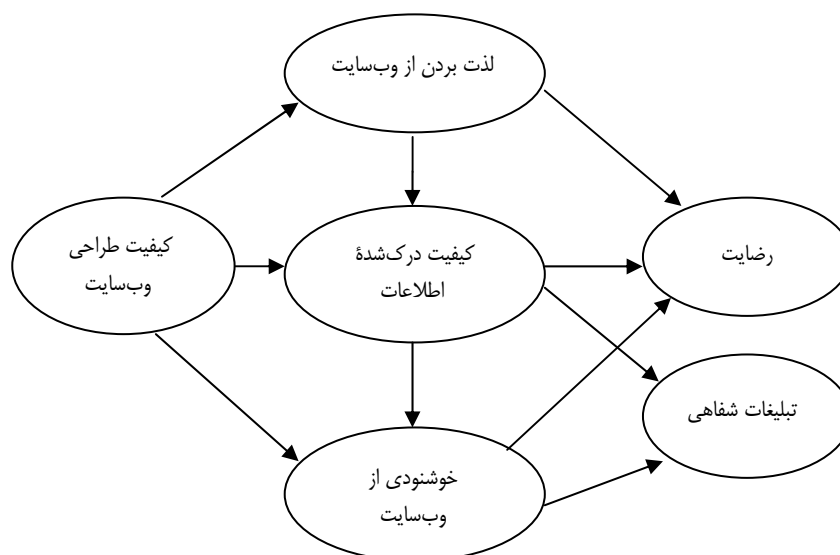 لذت بردن از وب‌سایت
کیفیت طراحی
وب‌سایت
کیفیت درک‌شدهٔ
اطلاعات
رضایت
تبلیغات شفاهی
خوشنودی از
وب‌سایت